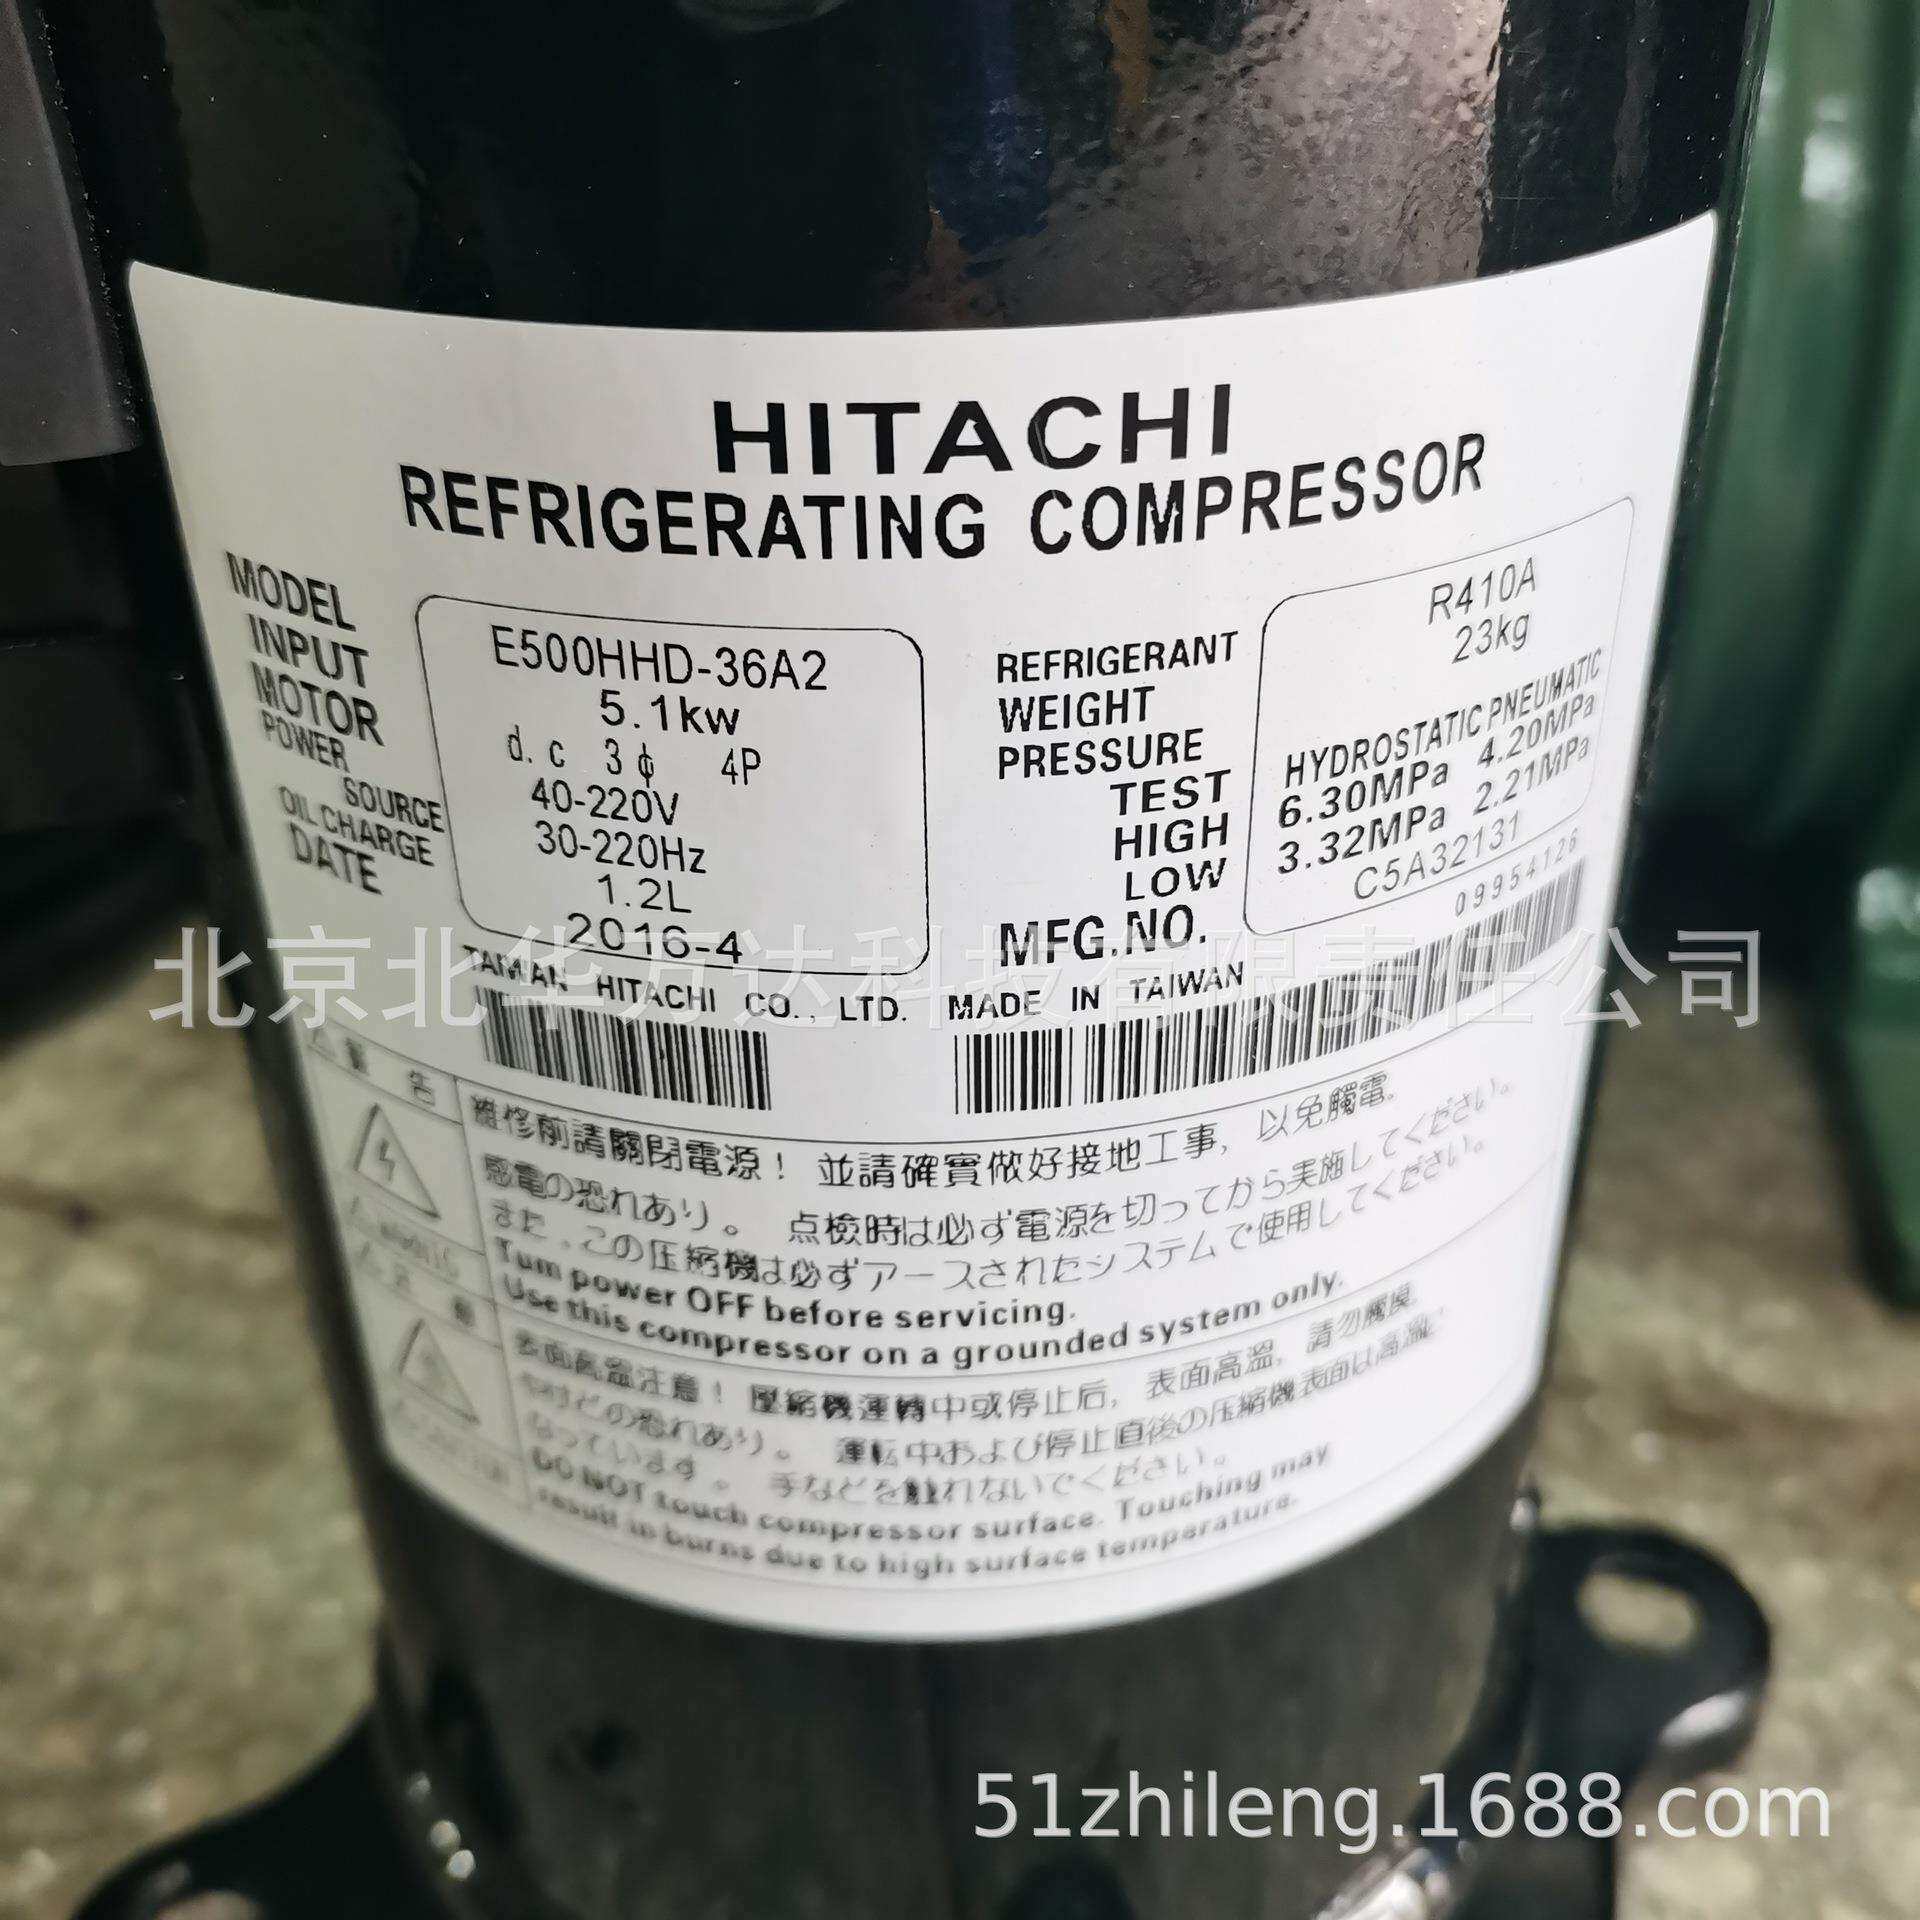 HITACHI
REFRIGERATING COMPRESSOR
MODEL E500HHD-36A2
INPUT 5.1kw
MOTOR d.c 3ϕ 4P
POWER SOURCE 40-220V
30-220Hz
OIL CHARGE 1.2L
DATE 2016-4
REFRIGERANT R410A
WEIGHT 23kg
PRESSURE HYDROSTATIC PNEUMATIC
TEST
HIGH 6.30MPa 4.20MPa
LOW 3.32MPa 2.21MPa
MFG.NO. C5A32131
09954126
TAIWAN HITACHI CO., LTD. MADE IN TAIWAN
北京北华万达科技有限责任公司
警告
維修前請關閉電源！並請確實做好接地工事，以免觸電。
感電の恐れあり。点檢時は必ず電源を切ってから実施してください。
また、この圧縮機は必ずアースされたシステムで使用してください。
Turn power OFF before servicing.
Use this compressor on a grounded system only.
表面高溫注意！壓縮機運轉中或停止后，表面高溫，請勿觸摸
やけどの恐れあり。運転中および停止直後の圧縮機表面は高温に
なっています。手などを触れないでください。
DO NOT touch compressor surface. Touching may
result in burns due to high surface temperature.
51zhileng.1688.com